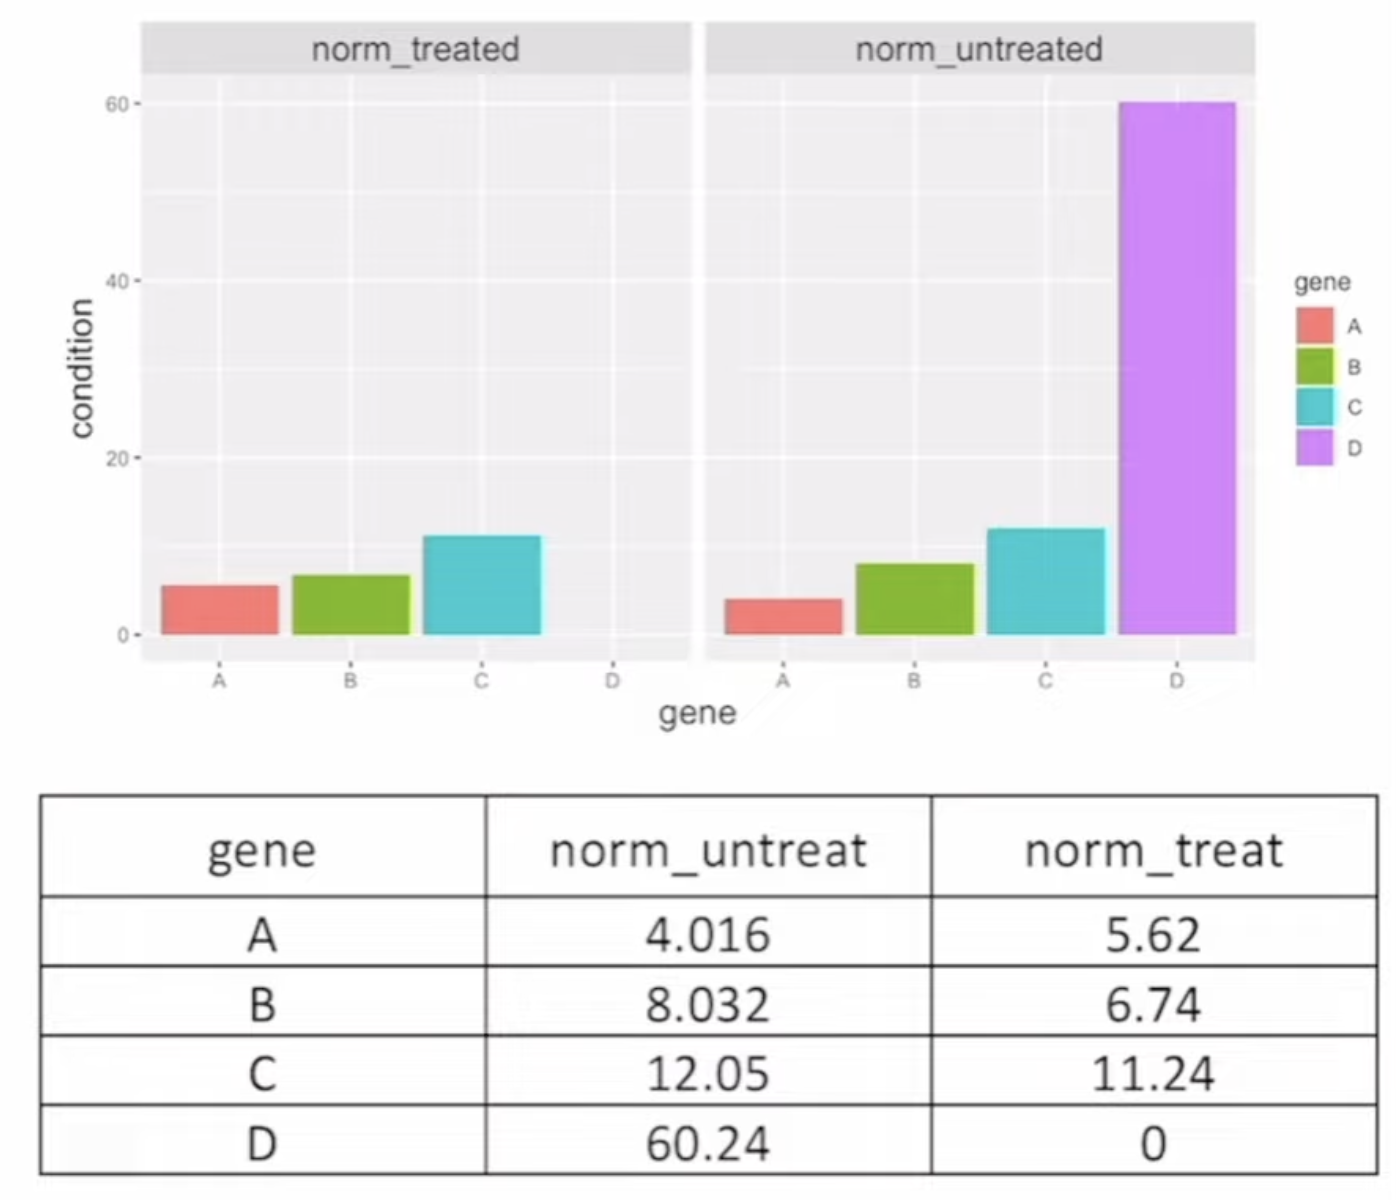 norm_treated norm_untreated
60
40
20
0
condition
A B C D A B C D
gene
gene
A
B
C
D
gene norm_untreat norm_treat
A 4.016 5.62
B 8.032 6.74
C 12.05 11.24
D 60.24 0